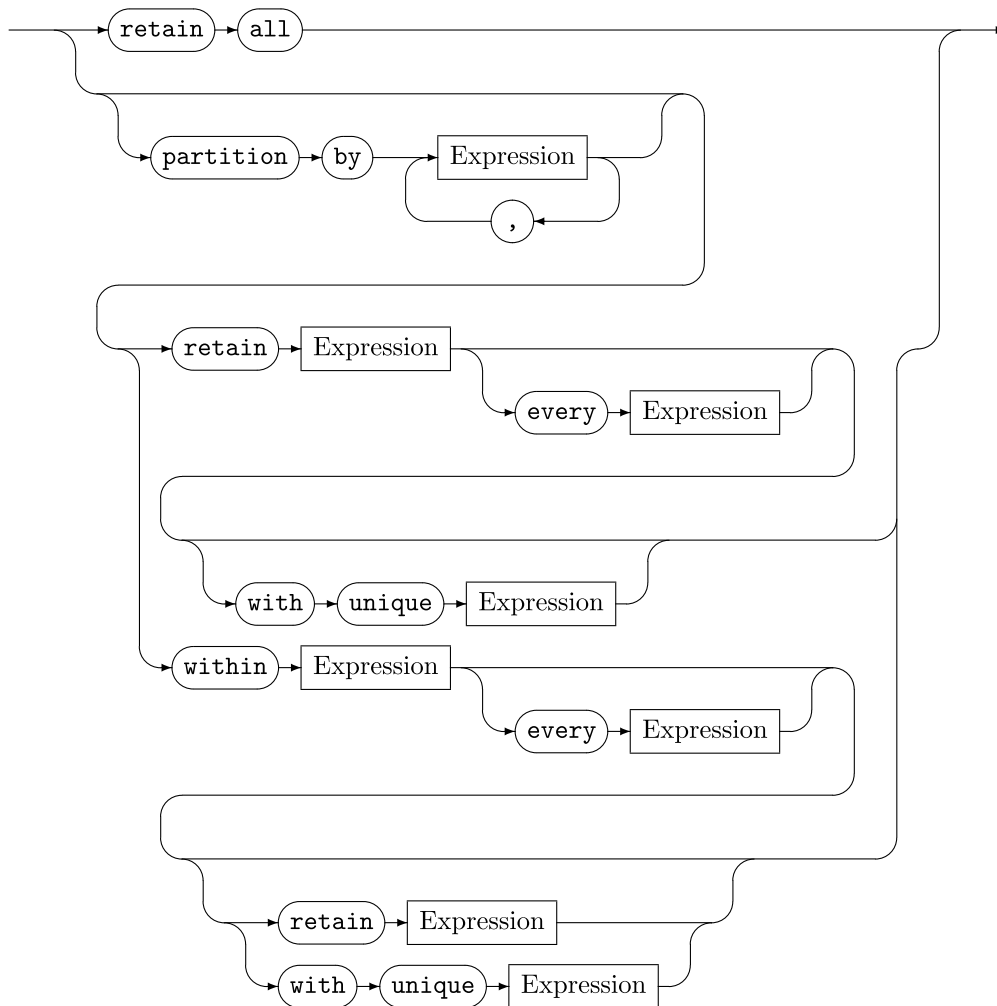 retain all
partition by Expression
,
retain Expression
every Expression
with unique Expression
within Expression
every Expression
retain Expression
with unique Expression